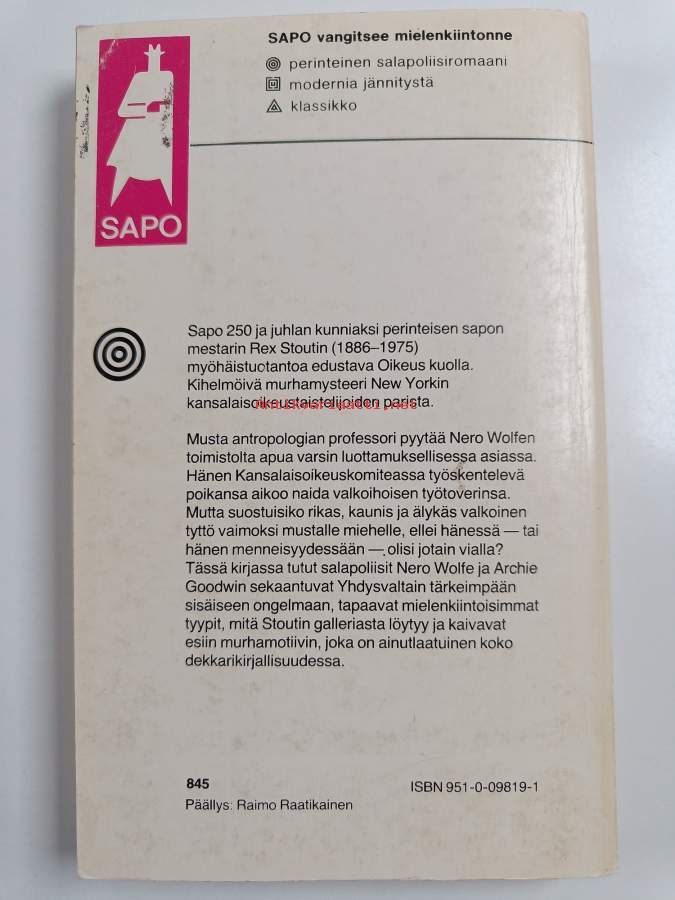 SAPO vangitsee mielenkiintonne
perinteinen salapoliisiromaani
modernia jännitystä
klassikko
SAPO
Sapo 250 ja juhlan kunniaksi perinteisen sapon
mestarin Rex Stoutin (1886–1975)
myöhäistuotantoa edustava Oikeus kuolla.
Kihelmöivä murhamysteeri New Yorkin
kansalaisoikeustaistelijoiden parista.
Antikvariaatti.net
Musta antropologian professori pyytää Nero Wolfen
toimistolta apua varsin luottamuksellisessa asiassa.
Hänen Kansalaisoikeuskomiteassa työskentelevä
poikansa aikoo naida valkoihoisen työtoverinsa.
Mutta suostuisiko rikas, kaunis ja älykäs valkoinen
tyttö vaimoksi mustalle miehelle, ellei hänessä — tai
hänen menneisyydessään — olisi jotain vialla?
Tässä kirjassa tutut salapoliisit Nero Wolfe ja Archie
Goodwin sekaantuvat Yhdysvaltain tärkeimpään
sisäiseen ongelmaan, tapaavat mielenkiintoisimmat
tyypit, mitä Stoutin galleriasta löytyy ja kaivavat
esiin murhamotiivin, joka on ainutlaatuinen koko
dekkarikirjallisuudessa.
845
ISBN 951-0-09819-1
Päällys: Raimo Raatikainen